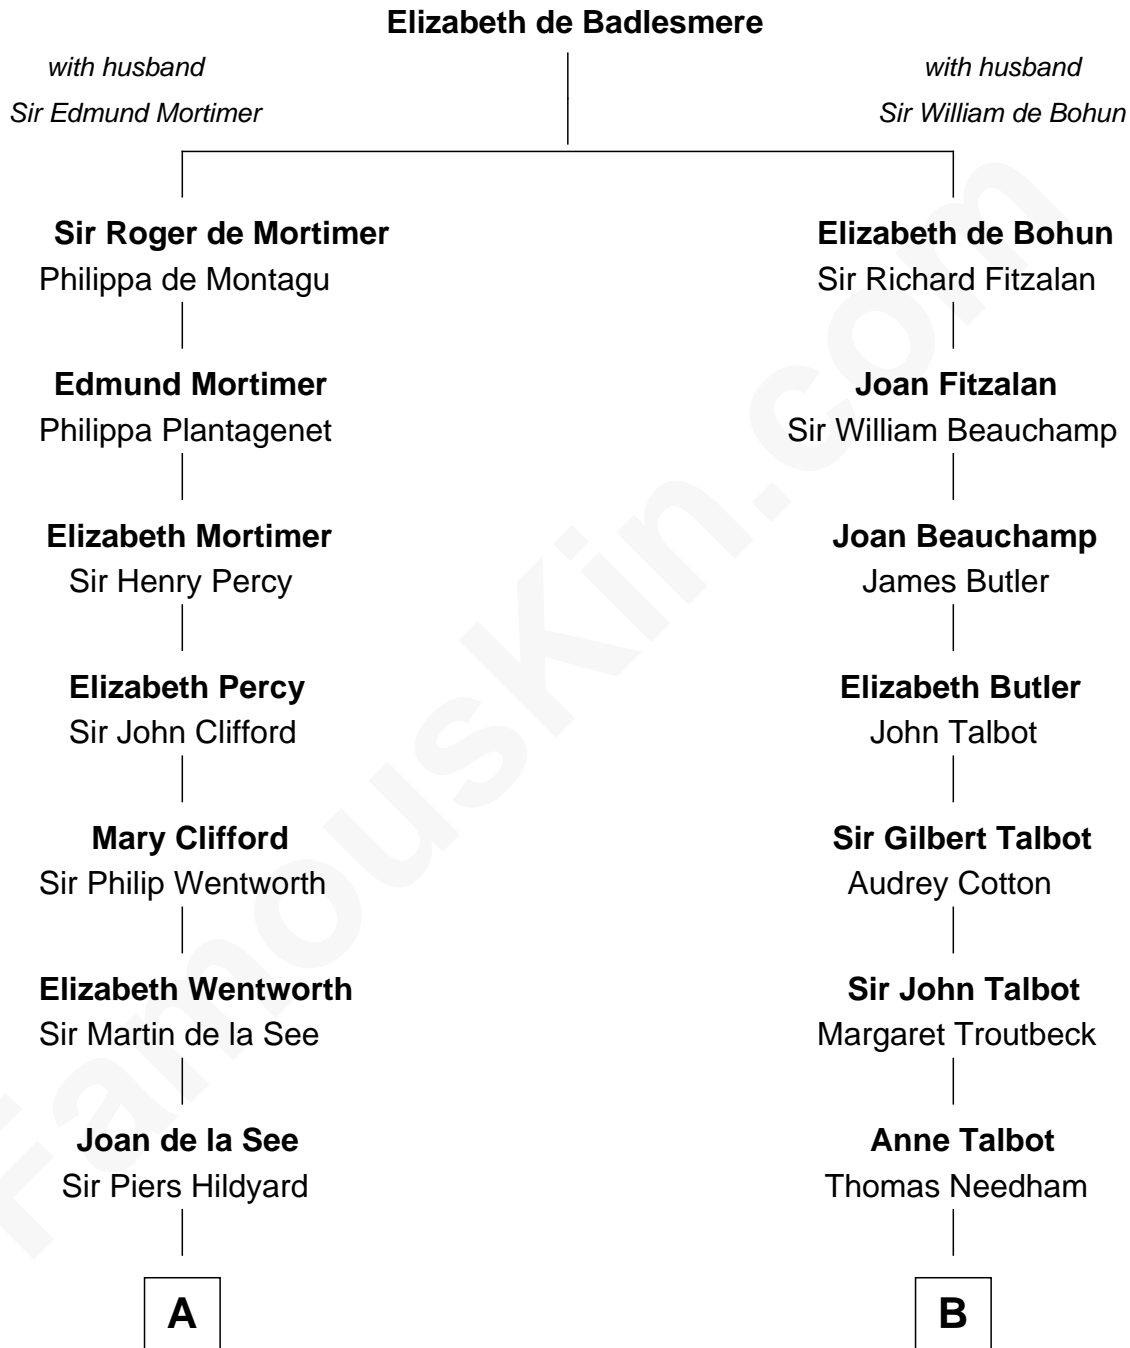 Elizabeth de Badlesmere
with husband
Sir Edmund Mortimer
with husband
Sir William de Bohun
Sir Roger de Mortimer
Philippa de Montagu
Elizabeth de Bohun
Sir Richard Fitzalan
Edmund Mortimer
Philippa Plantagenet
Joan Fitzalan
Sir William Beauchamp
Elizabeth Mortimer
Sir Henry Percy
Joan Beauchamp
James Butler
Elizabeth Percy
Sir John Clifford
Elizabeth Butler
John Talbot
Mary Clifford
Sir Philip Wentworth
Sir Gilbert Talbot
Audrey Cotton
Elizabeth Wentworth
Sir Martin de la See
Sir John Talbot
Margaret Troutbeck
Joan de la See
Sir Piers Hildyard
Anne Talbot
Thomas Needham
A
B
FamousKin.com